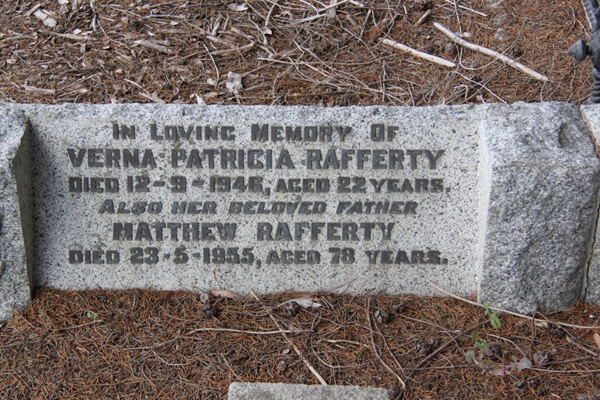 In Loving Memory Of
VERNA PATRICIA RAFFERTY
DIED 12-9-1946, AGED 22 YEARS.
ALSO HER BELOVED FATHER
MATTHEW RAFFERTY
DIED 23-5-1955, AGED 78 YEARS.